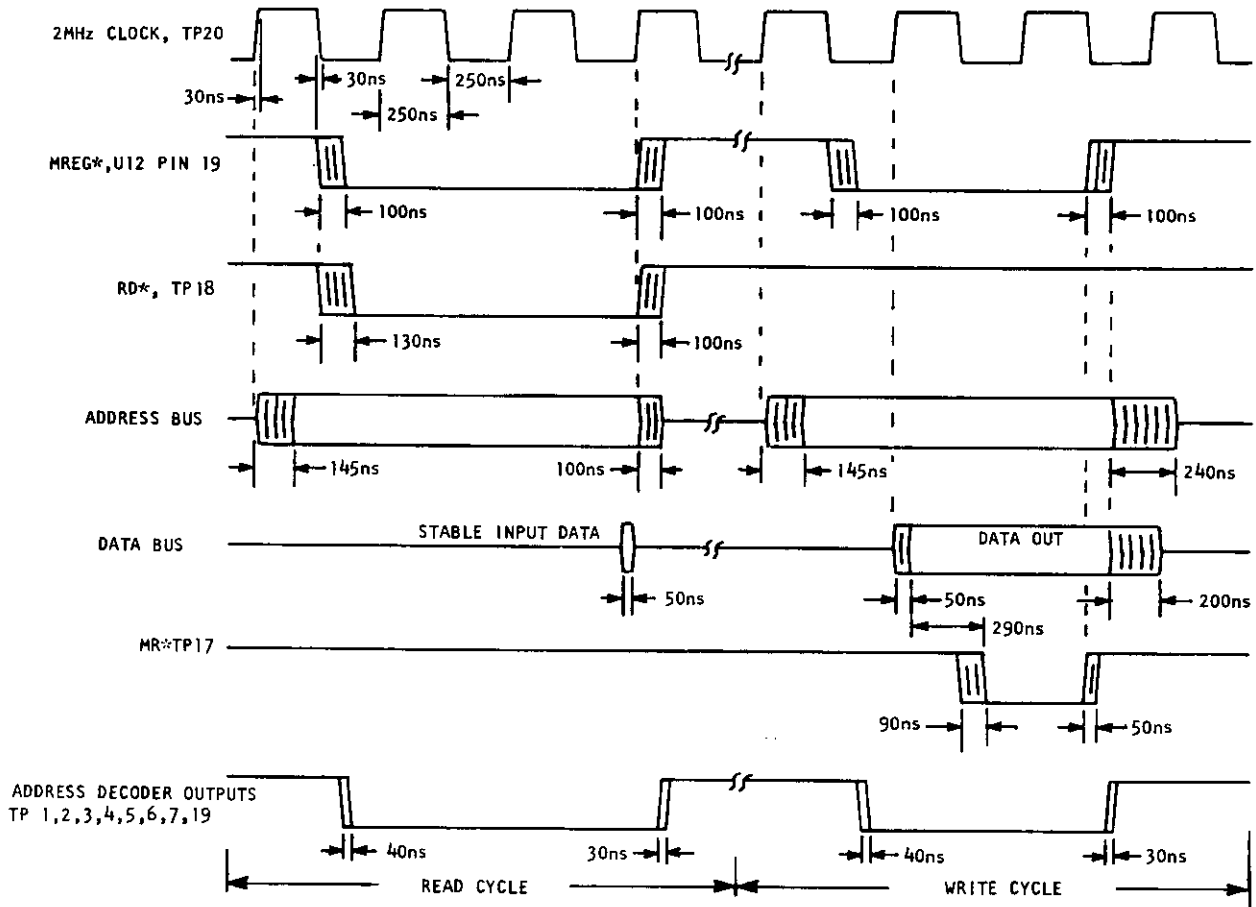 2MHz CLOCK, TP20
30ns
250ns
30ns
250ns
MREG*,U12 PIN 19
100ns
100ns
100ns
100ns
RD*, TP18
130ns
100ns
ADDRESS BUS
145ns
100ns
145ns
240ns
STABLE INPUT DATA
DATA OUT
DATA BUS
50ns
50ns
200ns
290ns
MR*TP17
90ns
50ns
ADDRESS DECODER OUTPUTS
TP 1,2,3,4,5,6,7,19
40ns
30ns
40ns
30ns
READ CYCLE
WRITE CYCLE